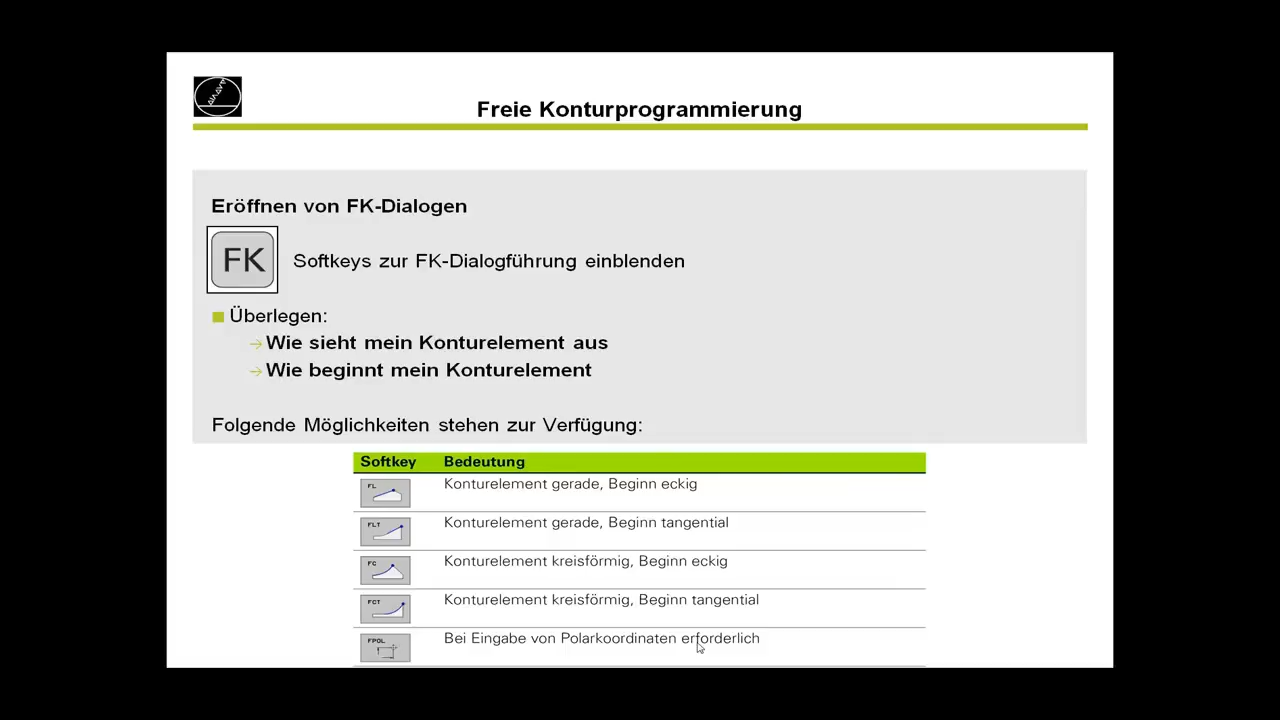 Freie Konturprogrammierung
Eröffnen von FK-Dialogen
FK
Softkeys zur FK-Dialogführung einblenden
Überlegen:
Wie sieht mein Konturelement aus
Wie beginnt mein Konturelement
Folgende Möglichkeiten stehen zur Verfügung:
Softkey Bedeutung
FL Konturelement gerade, Beginn eckig
FLT Konturelement gerade, Beginn tangential
FC Konturelement kreisförmig, Beginn eckig
FCT Konturelement kreisförmig, Beginn tangential
FPOL Bei Eingabe von Polarkoordinaten erforderlich